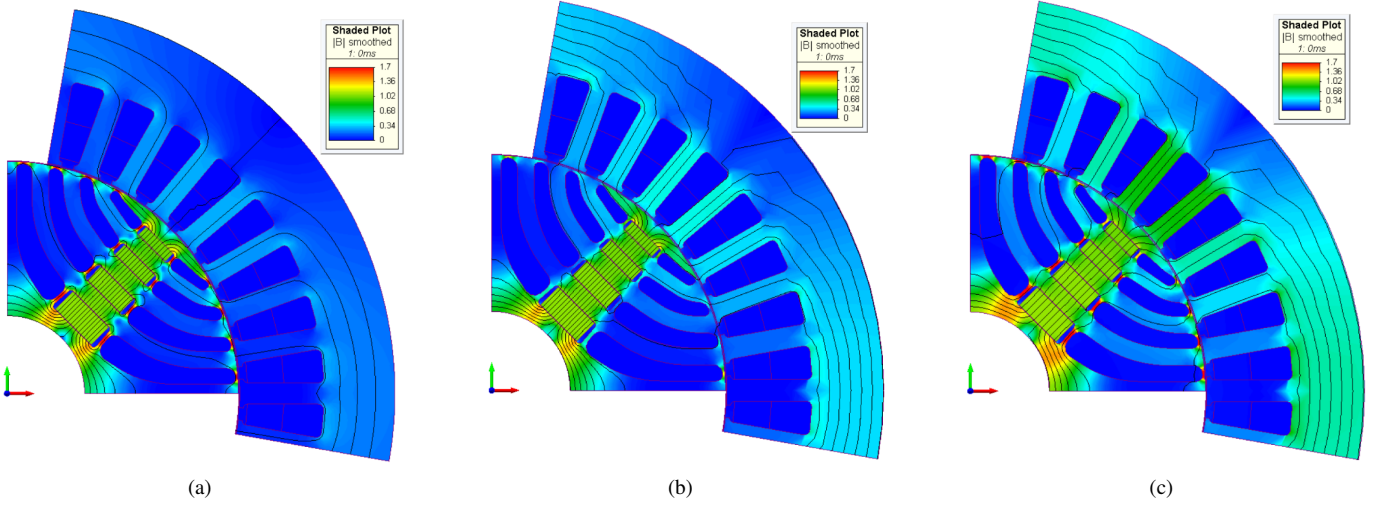 Shaded Plot
|B| smoothed
1: 0ms
1.7
1.36
1.02
0.68
0.34
0
Shaded Plot
|B| smoothed
1: 0ms
1.7
1.36
1.02
0.68
0.34
0
Shaded Plot
|B| smoothed
1: 0ms
1.7
1.36
1.02
0.68
0.34
0
(a)
(b)
(c)